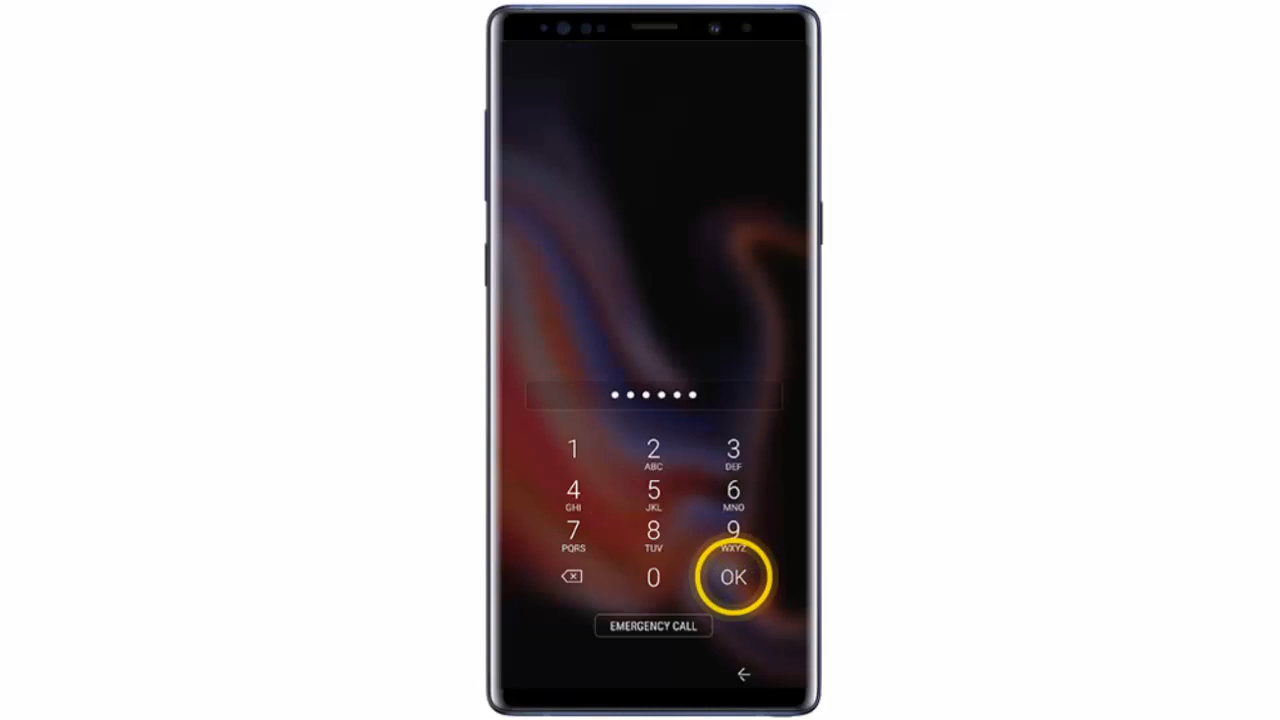 1 2 3
ABC DEF
4 5 6
GHI JKL MNO
7 8 9
PQRS TUV WXYZ
0 OK
EMERGENCY CALL